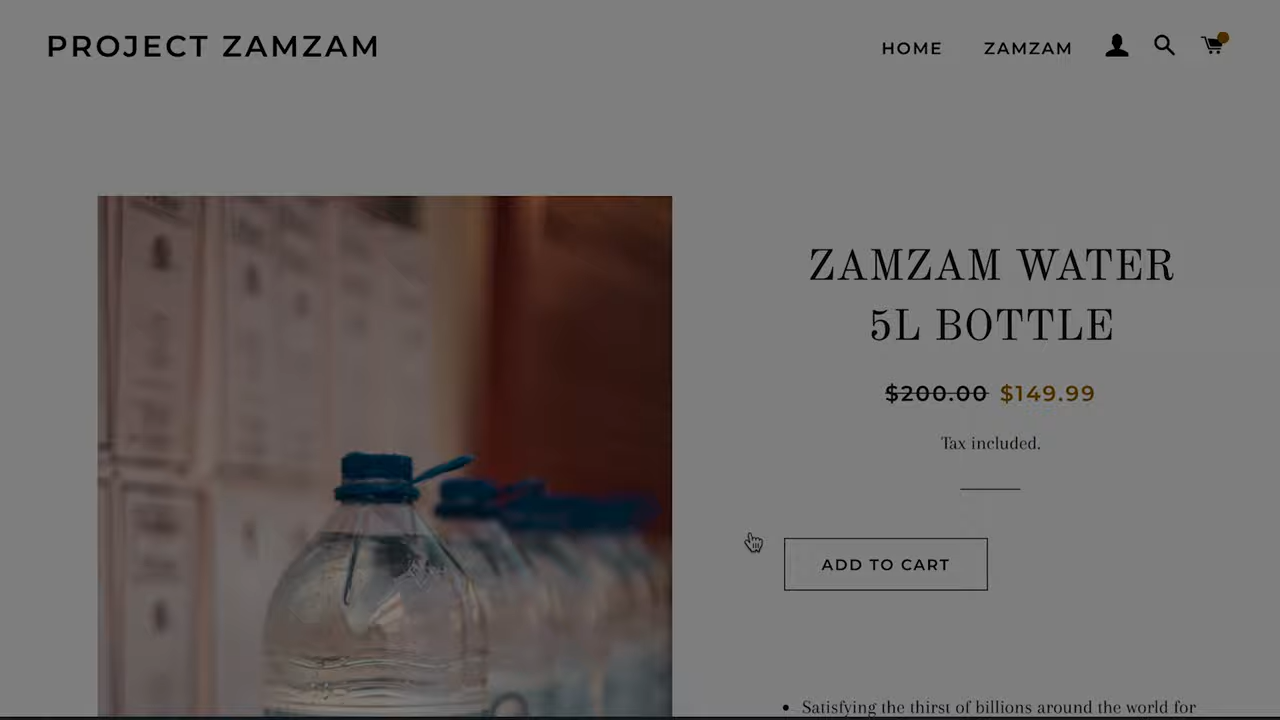 PROJECT ZAMZAM
HOME ZAMZAM
ZAMZAM WATER
5L BOTTLE
$200.00 $149.99
Tax included.
ADD TO CART
• Satisfying the thirst of billions around the world for